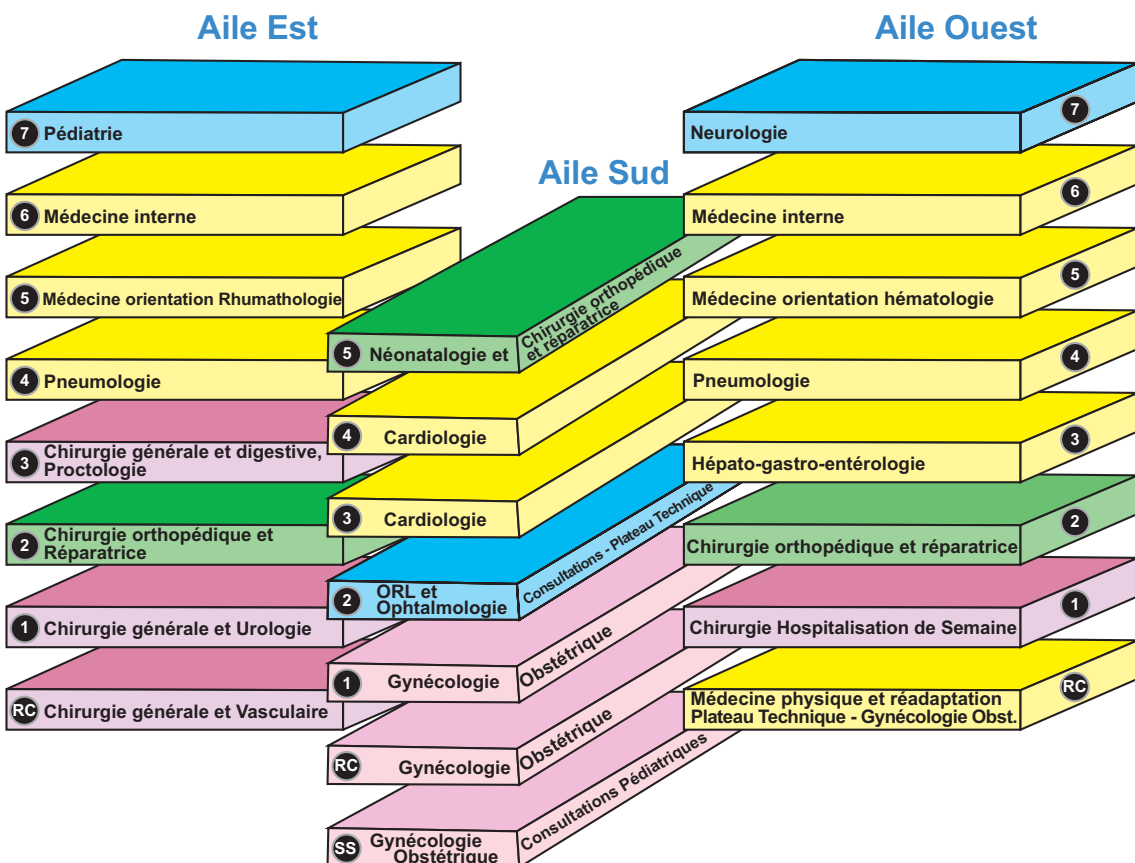 Aile Est
7 Pédiatrie
6 Médecine interne
5 Médecine orientation Rhumathologie
4 Pneumologie
3 Chirurgie générale et digestive,
Proctologie
2 Chirurgie orthopédique et
Réparatrice
1 Chirurgie générale et Urologie
RC Chirurgie générale et Vasculaire
Aile Sud
5 Néonatalogie et
Chirurgie orthopédique
et réparatrice
4 Cardiologie
3 Cardiologie
2 ORL et
Ophtalmologie
Consultations - Plateau Technique
1 Gynécologie
Obstétrique
RC Gynécologie
Obstétrique
SS Gynécologie
Obstétrique
Consultations Pédiatriques
Aile Ouest
Neurologie 7
Médecine interne 6
Médecine orientation hématologie 5
Pneumologie 4
Hépato-gastro-entérologie 3
Chirurgie orthopédique et réparatrice 2
Chirurgie Hospitalisation de Semaine 1
Médecine physique et réadaptation RC
Plateau Technique - Gynécologie Obst.